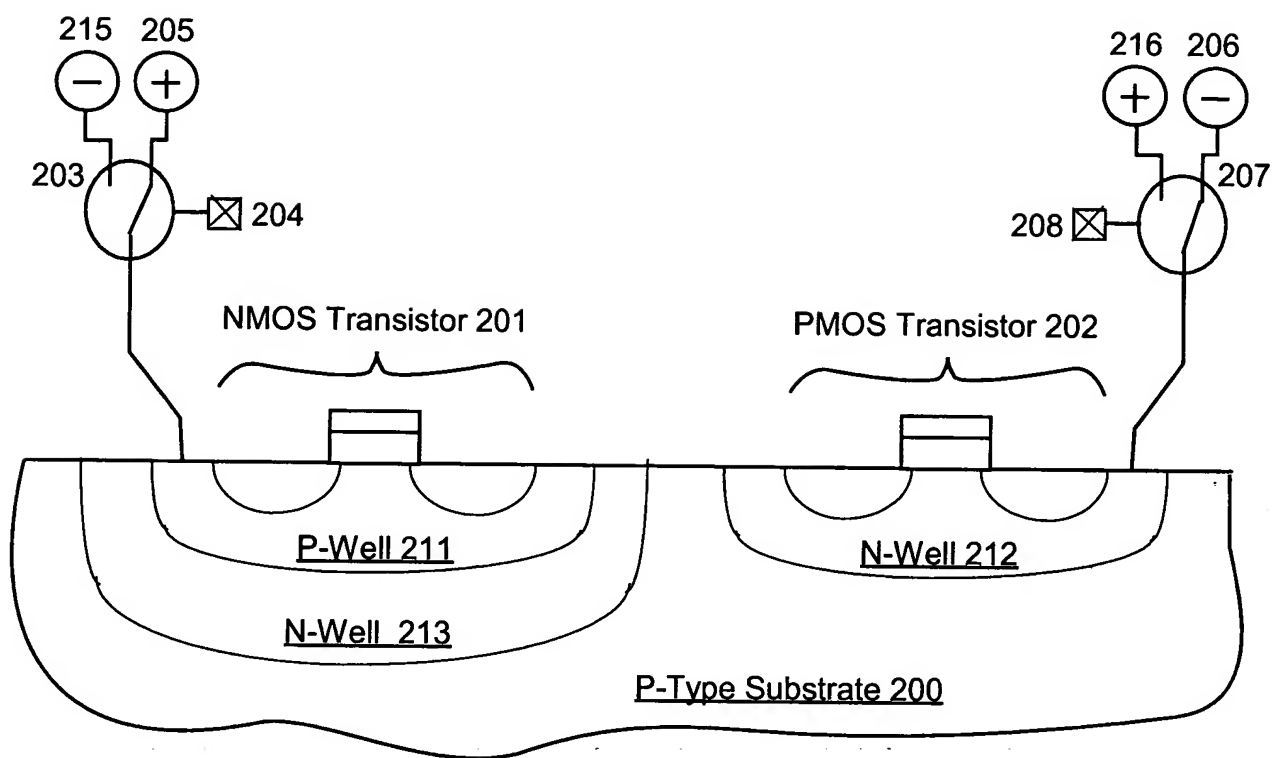 215 205
216 206
− +
+ −
203
204
207
208
NMOS Transistor 201
PMOS Transistor 202
P-Well 211
N-Well 212
N-Well 213
P-Type Substrate 200